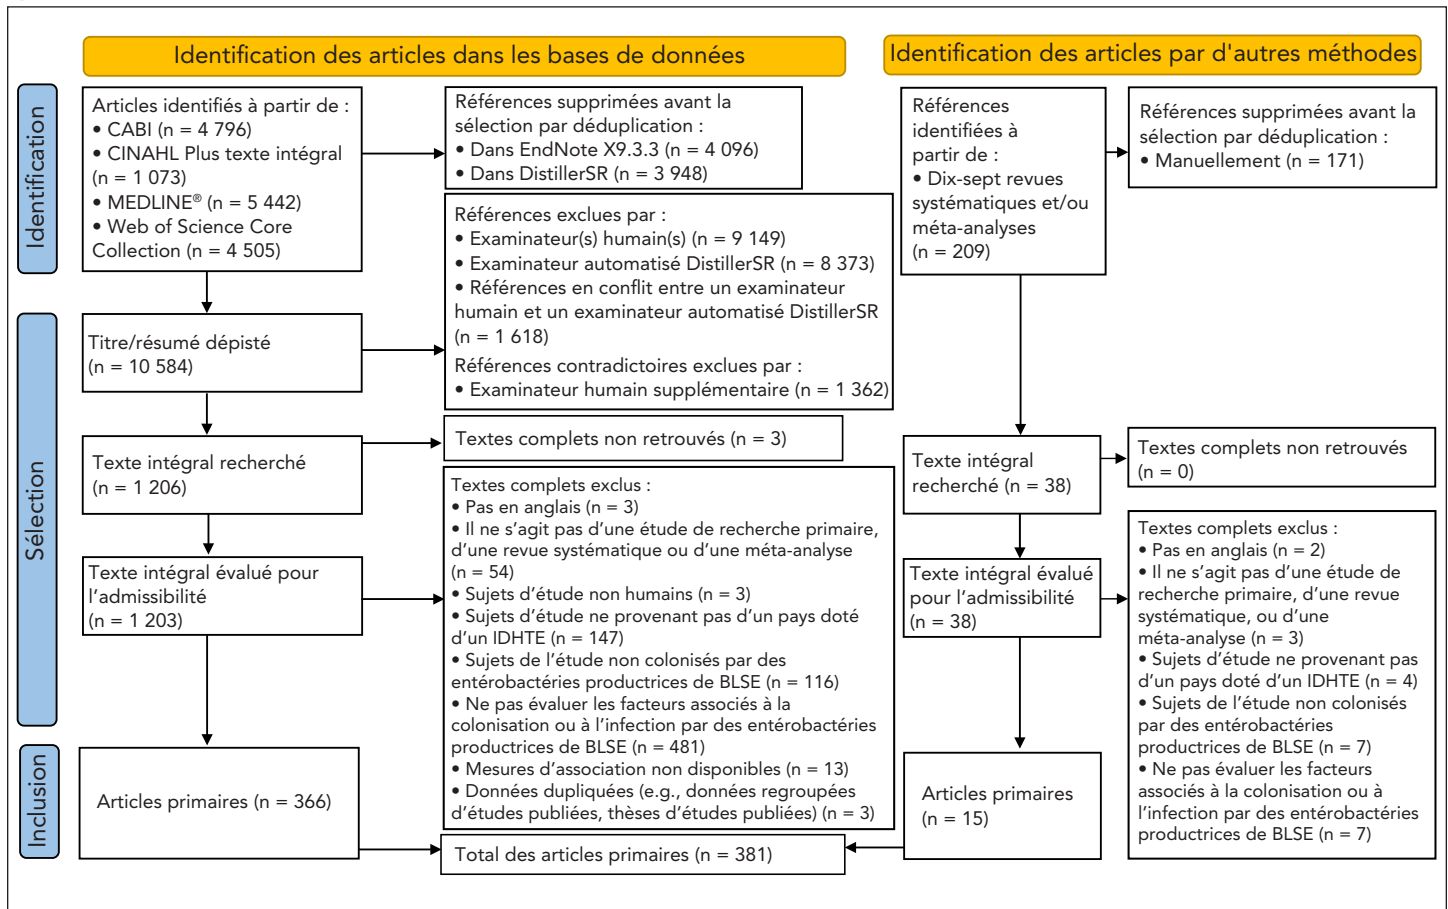 Identification des articles dans les bases de données
Identification des articles par d'autres méthodes
Identification
Articles identifiés à partir de :
• CABI (n = 4 796)
• CINAHL Plus texte intégral
(n = 1 073)
• MEDLINE® (n = 5 442)
• Web of Science Core
Collection (n = 4 505)
Références supprimées avant la
sélection par déduplication :
• Dans EndNote X9.3.3 (n = 4 096)
• Dans DistillerSR (n = 3 948)
Références
identifiées à
partir de :
• Dix-sept revues
systématiques et/ou
méta-analyses
(n = 209)
Références supprimées avant la
sélection par déduplication :
• Manuellement (n = 171)
Sélection
Titre/résumé dépisté
(n = 10 584)
Références exclues par :
• Examinateur(s) humain(s) (n = 9 149)
• Examinateur automatisé DistillerSR (n = 8 373)
• Références en conflit entre un examinateur
humain et un examinateur automatisé DistillerSR
(n = 1 618)
Références contradictoires exclues par :
• Examinateur humain supplémentaire (n = 1 362)
Texte intégral recherché
(n = 1 206)
Textes complets non retrouvés (n = 3)
Texte intégral
recherché (n = 38)
Textes complets non retrouvés
(n = 0)
Texte intégral évalué pour
l'admissibilité
(n = 1 203)
Textes complets exclus :
• Pas en anglais (n = 3)
• Il ne s'agit pas d'une étude de recherche primaire,
d'une revue systématique ou d'une méta-analyse
(n = 54)
• Sujets d'étude non humains (n = 3)
• Sujets d'étude ne provenant pas d'un pays doté
d'un IDHTE (n = 147)
• Sujets de l'étude non colonisés par des
entérobactéries productrices de BLSE (n = 116)
• Ne pas évaluer les facteurs associés à la
colonisation ou à l'infection par des entérobactéries
productrices de BLSE (n = 481)
• Mesures d'association non disponibles (n = 13)
• Données dupliquées (e.g., données regroupées
d'études publiées, thèses d'études publiées) (n = 3)
Texte intégral évalué
pour l'admissibilité
(n = 38)
Textes complets exclus :
• Pas en anglais (n = 2)
• Il ne s'agit pas d'une étude de
recherche primaire, d'une revue
systématique, ou d'une
méta-analyse (n = 3)
• Sujets d'étude ne provenant pas
d'un pays doté d'un IDHTE (n = 4)
• Sujets de l'étude non colonisés
par des entérobactéries
productrices de BLSE (n = 7)
• Ne pas évaluer les facteurs
associés à la colonisation ou à
l'infection par des entérobactéries
productrices de BLSE (n = 7)
Inclusion
Articles primaires (n = 366)
Total des articles primaires (n = 381)
Articles primaires
(n = 15)